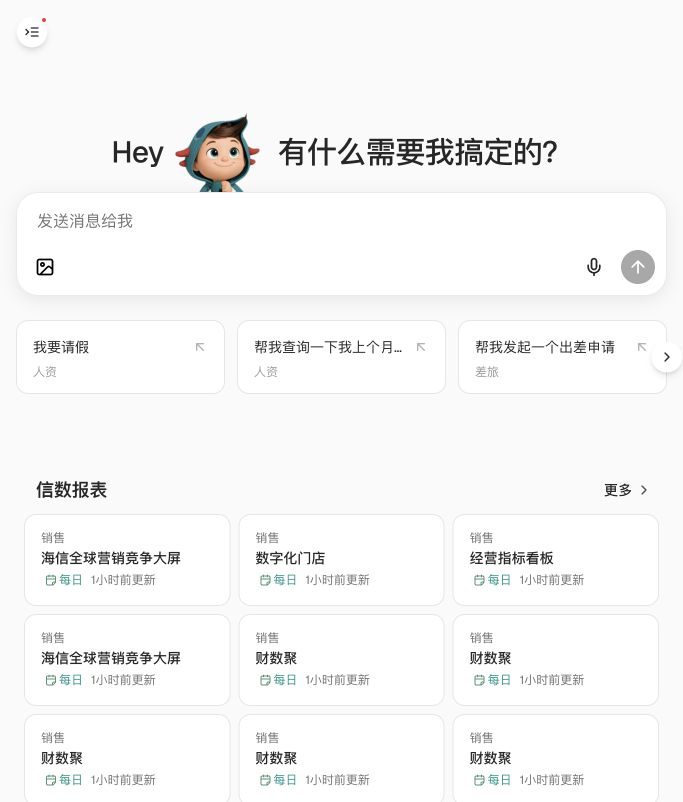 Hey 有什么需要我搞定的?
发送消息给我
我要请假
人资
帮我查询一下我上个月...
人资
帮我发起一个出差申请
差旅
信数报表
更多
销售
海信全球营销竞争大屏
每日 1小时前更新
销售
数字化门店
每日 1小时前更新
销售
经营指标看板
每日 1小时前更新
销售
海信全球营销竞争大屏
每日 1小时前更新
销售
财数聚
每日 1小时前更新
销售
财数聚
每日 1小时前更新
销售
财数聚
每日 1小时前更新
销售
财数聚
每日 1小时前更新
销售
财数聚
每日 1小时前更新